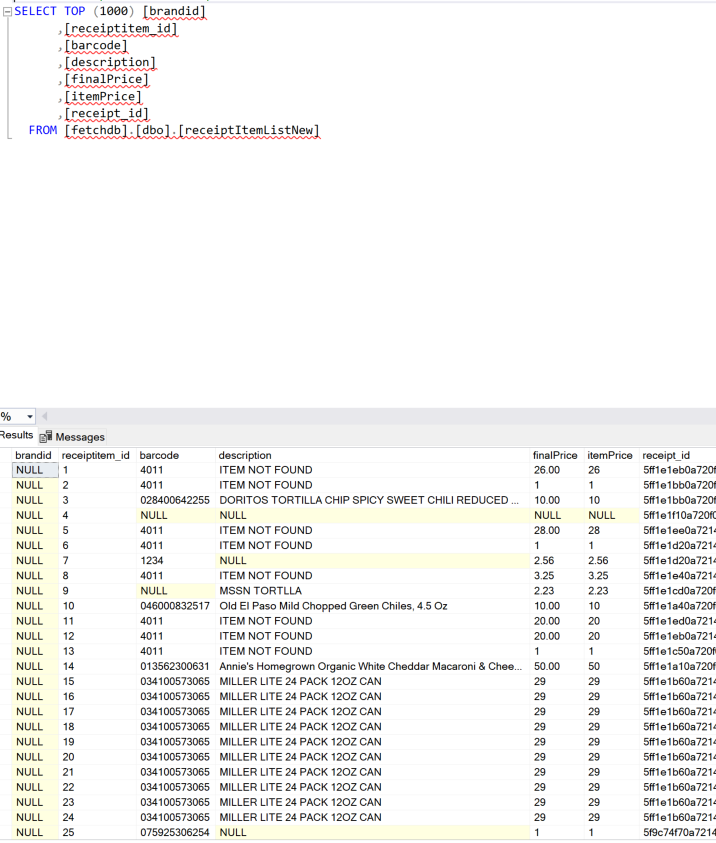 SELECT TOP (1000) [brandid]
,[receiptitem_id]
,[barcode]
,[description]
,[finalPrice]
,[itemPrice]
,[receipt_id]
FROM [fetchdb].[dbo].[receiptItemListNew]
%
Results Messages
brandid receiptitem_id barcode description finalPrice itemPrice receipt_id
NULL 1 4011 ITEM NOT FOUND 26.00 26 5ff1e1eb0a720f
NULL 2 4011 ITEM NOT FOUND 1 1 5ff1e1bb0a720f
NULL 3 028400642255 DORITOS TORTILLA CHIP SPICY SWEET CHILI REDUCED ... 10.00 10 5ff1e1bb0a720f
NULL 4 NULL NULL NULL NULL 5ff1e1f10a720f0
NULL 5 4011 ITEM NOT FOUND 28.00 28 5ff1e1ee0a7214
NULL 6 4011 ITEM NOT FOUND 1 1 5ff1e1d20a7214
NULL 7 1234 NULL 2.56 2.56 5ff1e1d20a7214
NULL 8 4011 ITEM NOT FOUND 3.25 3.25 5ff1e1e40a7214
NULL 9 NULL MSSN TORTLLA 2.23 2.23 5ff1e1cd0a720f
NULL 10 046000832517 Old El Paso Mild Chopped Green Chiles, 4.5 Oz 10.00 10 5ff1e1a40a720f
NULL 11 4011 ITEM NOT FOUND 20.00 20 5ff1e1ed0a7214
NULL 12 4011 ITEM NOT FOUND 20.00 20 5ff1e1eb0a7214
NULL 13 4011 ITEM NOT FOUND 1 1 5ff1e1c50a720f
NULL 14 013562300631 Annie's Homegrown Organic White Cheddar Macaroni & Chee... 50.00 50 5ff1e1a10a720f
NULL 15 034100573065 MILLER LITE 24 PACK 12OZ CAN 29 29 5ff1e1b60a7214
NULL 16 034100573065 MILLER LITE 24 PACK 12OZ CAN 29 29 5ff1e1b60a7214
NULL 17 034100573065 MILLER LITE 24 PACK 12OZ CAN 29 29 5ff1e1b60a7214
NULL 18 034100573065 MILLER LITE 24 PACK 12OZ CAN 29 29 5ff1e1b60a7214
NULL 19 034100573065 MILLER LITE 24 PACK 12OZ CAN 29 29 5ff1e1b60a7214
NULL 20 034100573065 MILLER LITE 24 PACK 12OZ CAN 29 29 5ff1e1b60a7214
NULL 21 034100573065 MILLER LITE 24 PACK 12OZ CAN 29 29 5ff1e1b60a7214
NULL 22 034100573065 MILLER LITE 24 PACK 12OZ CAN 29 29 5ff1e1b60a7214
NULL 23 034100573065 MILLER LITE 24 PACK 12OZ CAN 29 29 5ff1e1b60a7214
NULL 24 034100573065 MILLER LITE 24 PACK 12OZ CAN 29 29 5ff1e1b60a7214
NULL 25 075925306254 NULL 1 1 5f9c74f70a7214